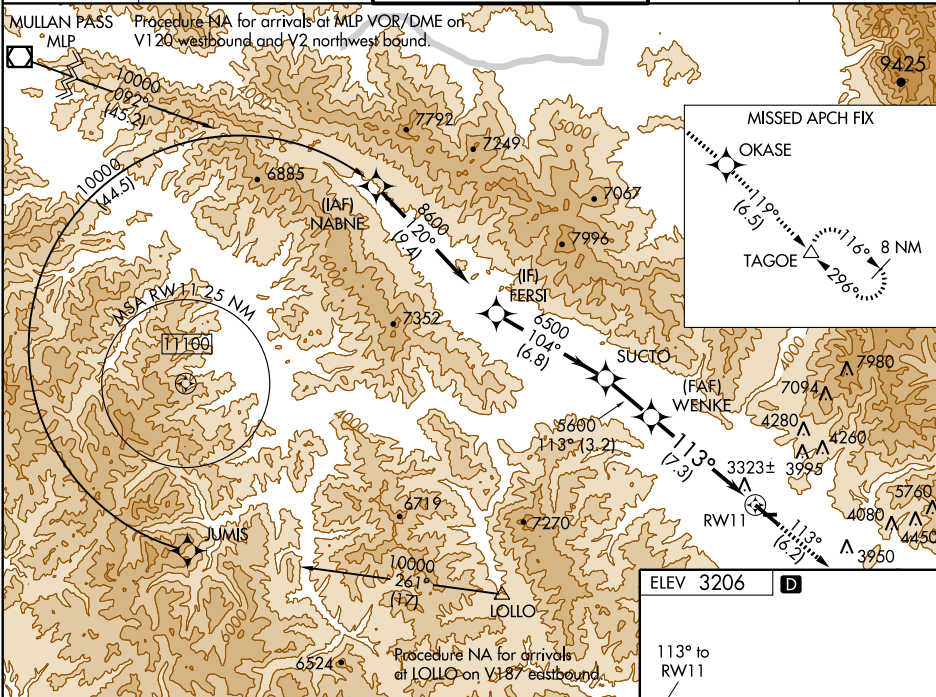 MULLAN PASS
MLP
Procedure NA for arrivals at MLP VOR/DME on
V120 westbound and V2 northwest bound.
10000
092°
(45.2)
9425
7792
7249
5000
MISSED APCH FIX
OKASE
119°
(6.5)
TAGOE
116°
8 NM
296°
10000
(44.5)
6885
(IAF)
NABNE
8600
120°
(9.4)
7067
7996
6000
(IF)
FERSI
MSA RW11 25 NM
11100
7352
6500
104°
(6.8)
SUCTO
(FAF)
WENKE
5600
113° (3.2)
7980
7094
4280
4260
3995
4000
113°
(7.3)
3323±
RW11
5760
4080
4450
3950
113°
(6.2)
6719
7270
JUMIS
10000
261°
(17)
LOLLO
ELEV 3206
D
6524
Procedure NA for arrivals
at LOLLO on V187 eastbound.
113° to
RW11